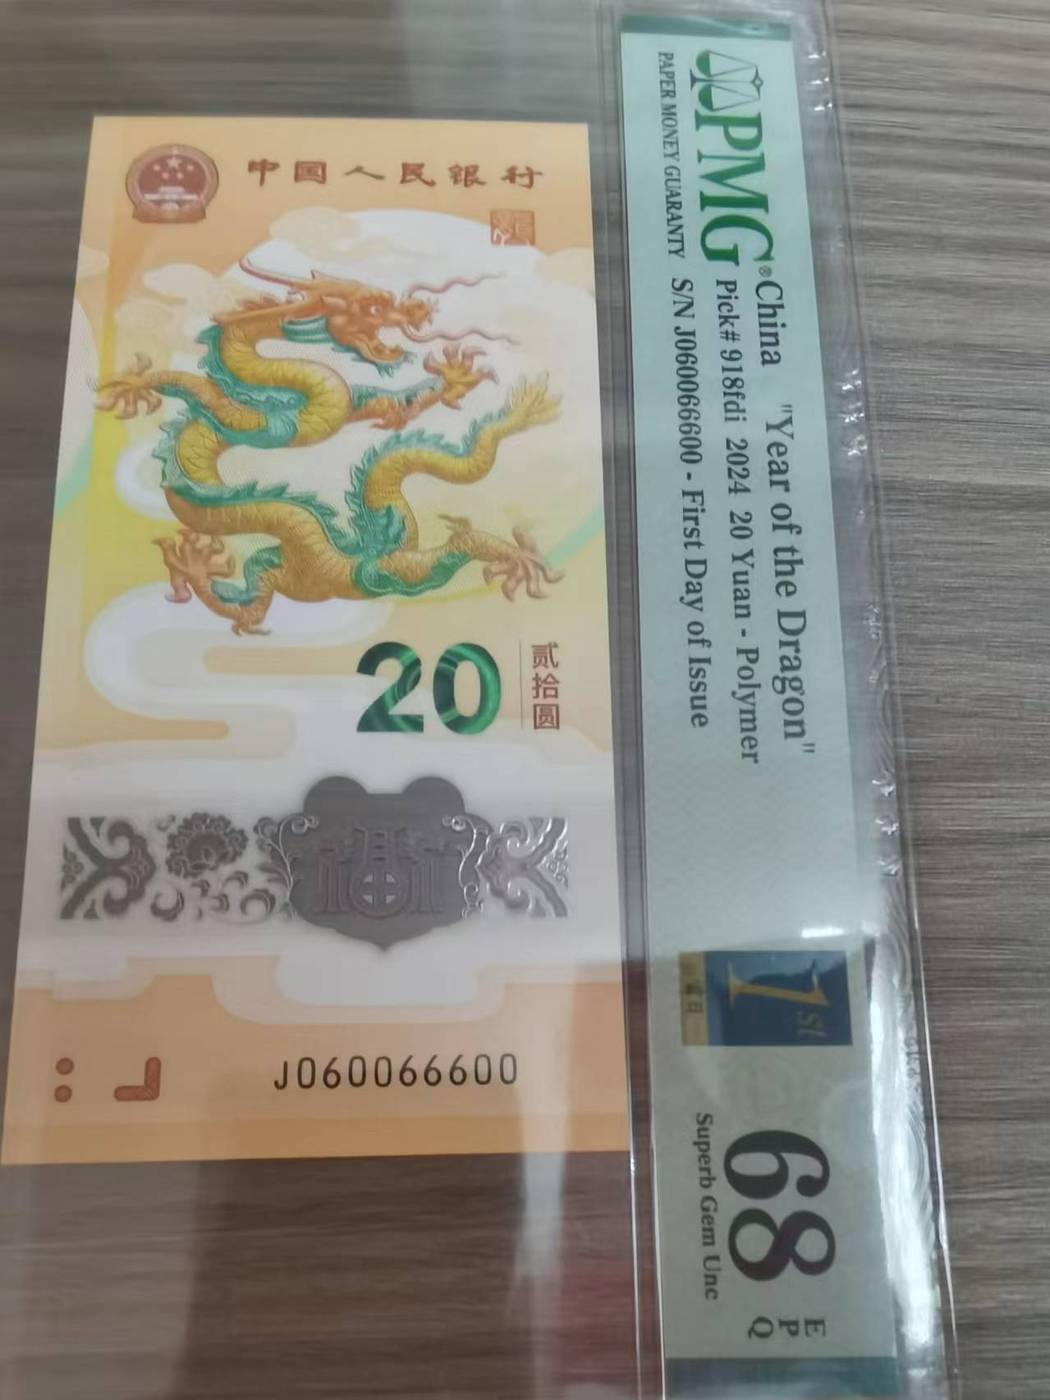 中国人民银行
20
贰拾圆
福
J060066600
PMG®
PAPER MONEY GUARANTY
China "Year of the Dragon"
Pick# 918fdi 2024 20 Yuan - Polymer
S/N J060066600 - First Day of Issue
1ST
68
EPQ
Superb Gem Unc